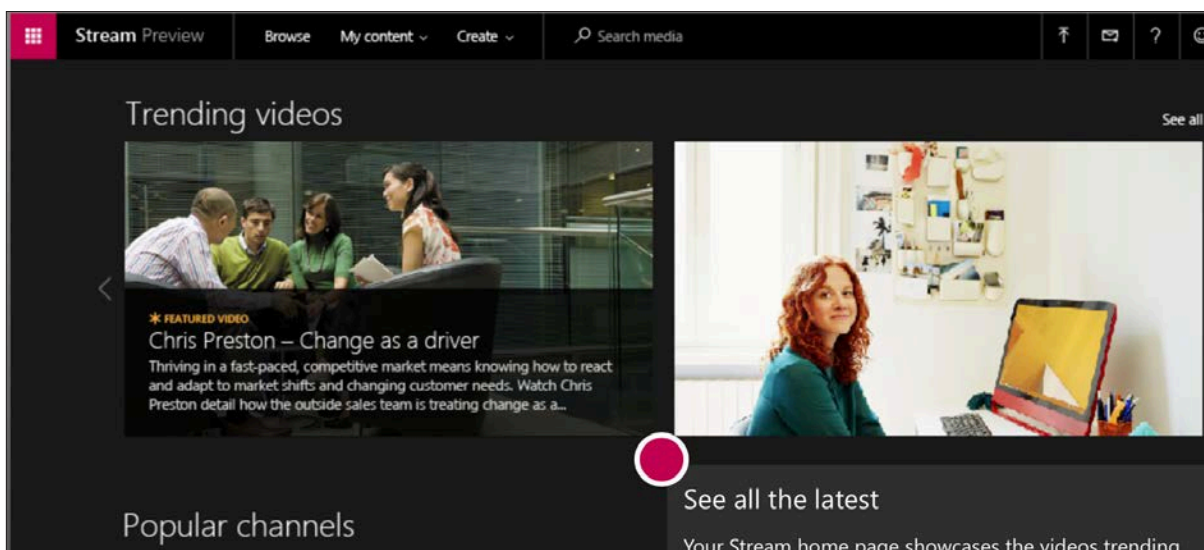 Stream Preview Browse My content Create Search media ?
Trending videos
See all
FEATURED VIDEO
Chris Preston – Change as a driver
Thriving in a fast-paced, competitive market means knowing how to react
and adapt to market shifts and changing customer needs. Watch Chris
Preston detail how the outside sales team is treating change as a...
Popular channels
See all the latest
Your Stream home page showcases the videos trending